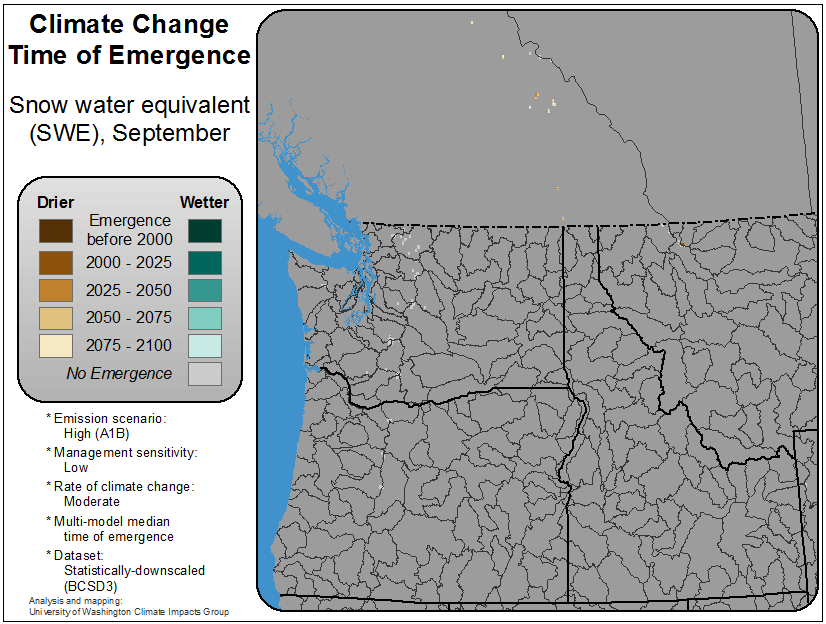 Climate Change
Time of Emergence
Snow water equivalent
(SWE), September
Drier
Wetter
Emergence
before 2000
2000 - 2025
2025 - 2050
2050 - 2075
2075 - 2100
No Emergence
* Emission scenario:
High (A1B)
* Management sensitivity:
Low
* Rate of climate change:
Moderate
* Multi-model median
time of emergence
* Dataset:
Statistically-downscaled
(BCSD3)
Analysis and mapping:
University of Washington Climate Impacts Group